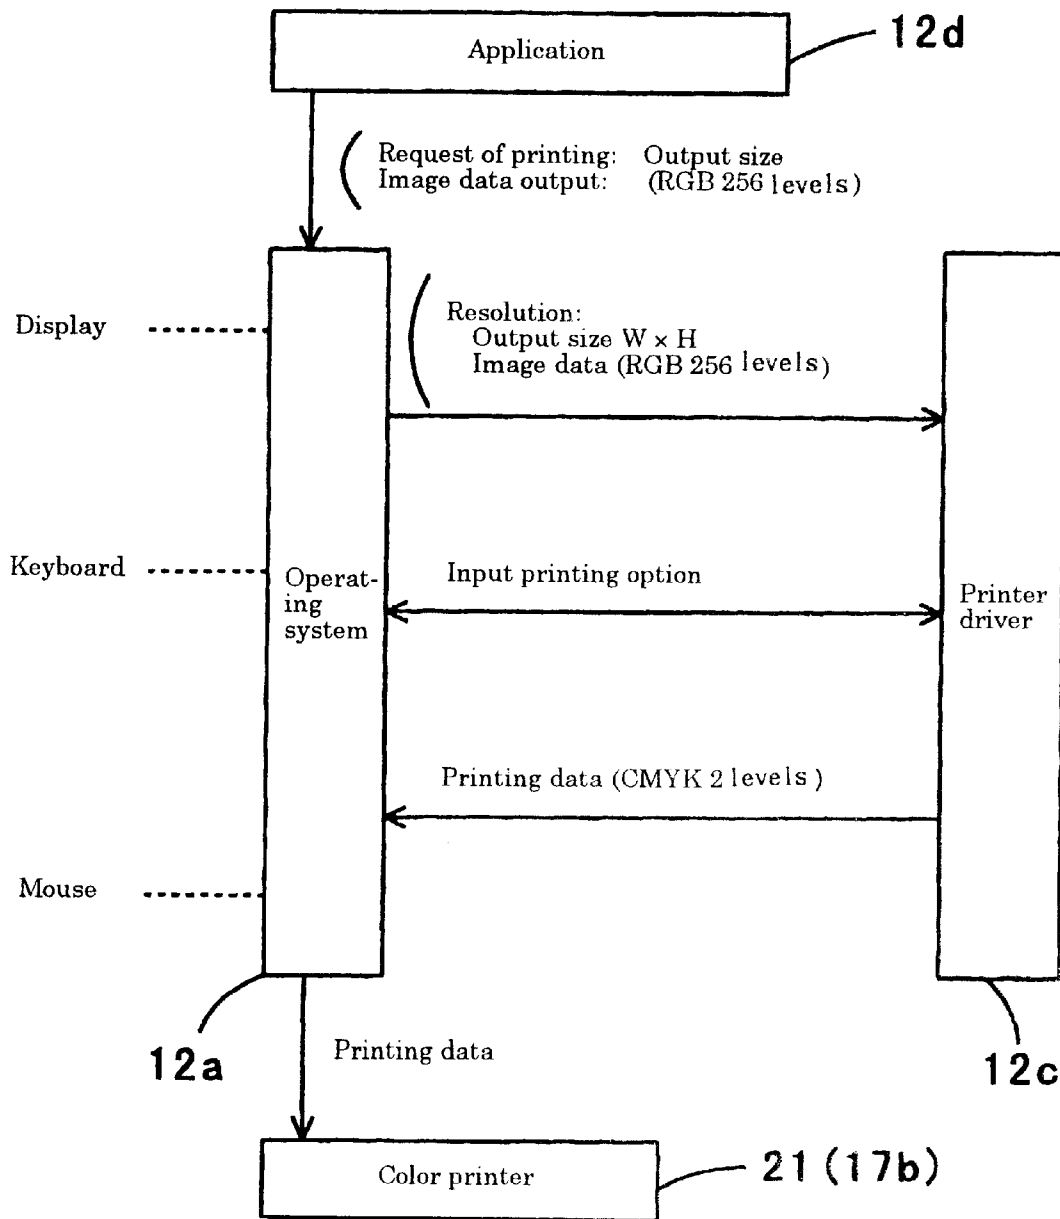 Application
12d
Request of printing: Output size
Image data output: (RGB 256 levels)
Resolution:
Output size W × H
Image data (RGB 256 levels)
Display
Keyboard
Input printing option
Operat-
ing
system
Printer
driver
Printing data (CMYK 2 levels)
Mouse
12a
Printing data
12c
Color printer
21 (17b)